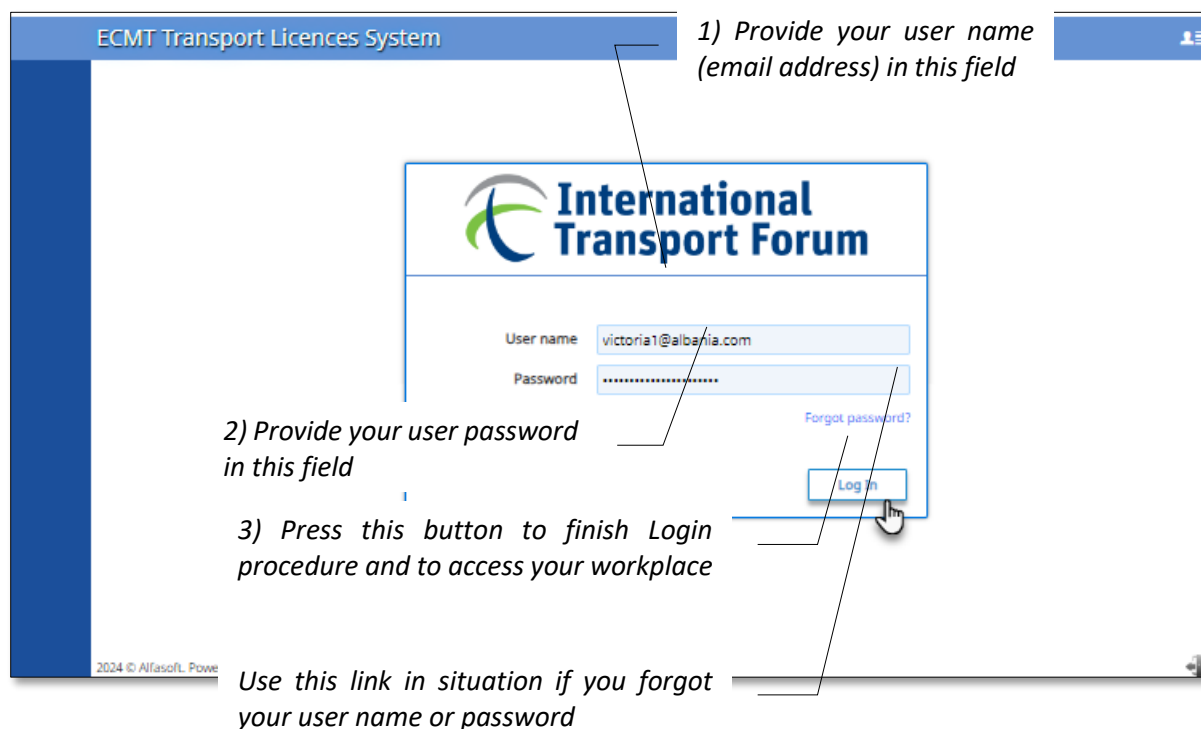 ECMT Transport Licences System
1) Provide your user name
(email address) in this field
International
Transport Forum
User name
victoria1@albania.com
Password
••••••••••••••••••••••
Forgot password?
2) Provide your user password
in this field
Log In
3) Press this button to finish Login
procedure and to access your workplace
2024 © Alfasoft. Powe
Use this link in situation if you forgot
your user name or password